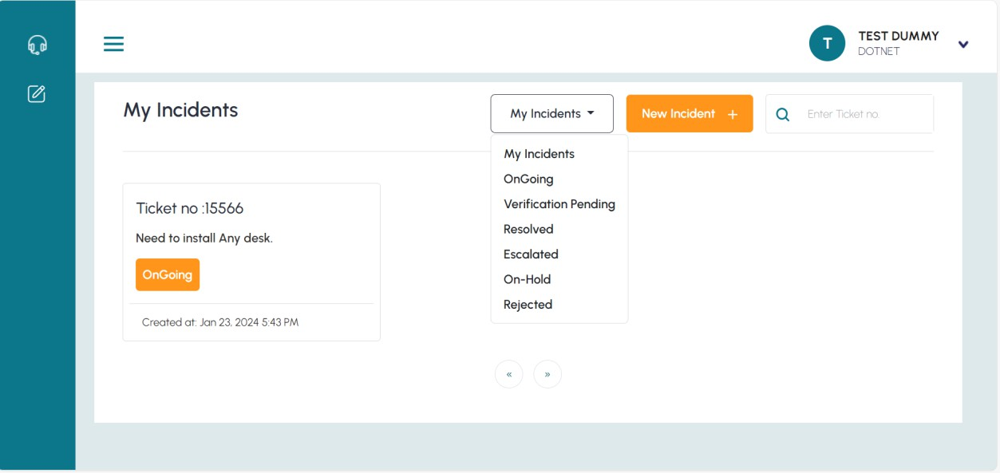 T
TEST DUMMY
DOTNET
My Incidents
My Incidents
New Incident +
Enter Ticket no.
My Incidents
OnGoing
Verification Pending
Resolved
Escalated
On-Hold
Rejected
Ticket no :15566
Need to install Any desk.
OnGoing
Created at: Jan 23, 2024 5:43 PM
« »